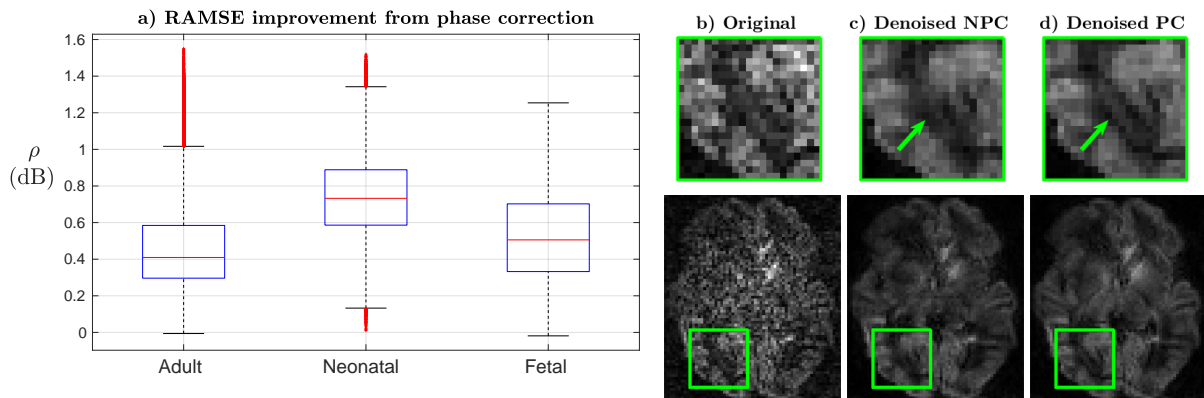 a) RAMSE improvement from phase correction
b) Original
c) Denoised NPC
d) Denoised PC
1.6
1.4
1.2
1
0.8
0.6
0.4
0.2
0
ρ
(dB)
Adult
Neonatal
Fetal